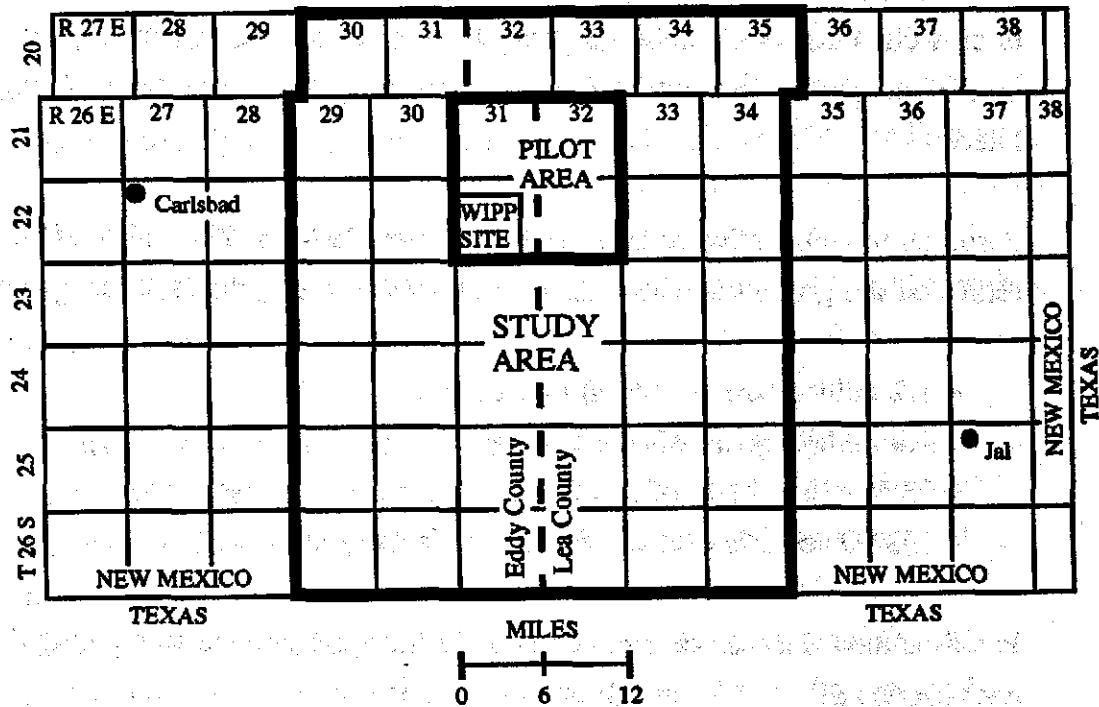 20
R 27 E 28 29 30 31 32 33 34 35 36 37 38
21
R 26 E 27 28 29 30 31 32 33 34 35 36 37 38
PILOT
AREA
22
Carlsbad
WIPP
SITE
23
STUDY
AREA
24
25
T 26 S
Eddy County
Lea County
Jal
NEW MEXICO
TEXAS
NEW MEXICO
NEW MEXICO
TEXAS
TEXAS
MILES
0 6 12